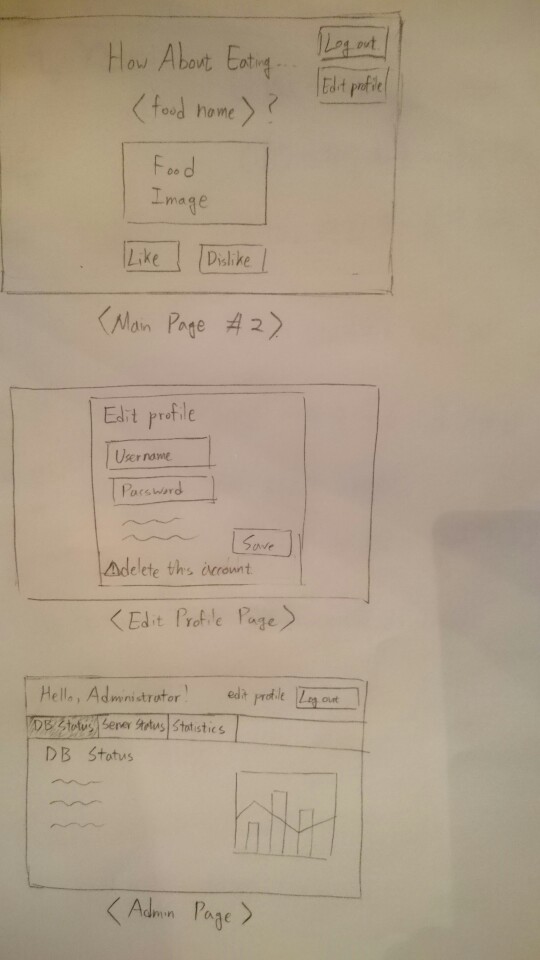 How About Eating...
Log out
Edit profile
<food name> ?
Food
Image
Like
Dislike
<Main Page #2>
Edit profile
Username
Password
Save
⚠delete this account
<Edit Profile Page>
Hello, Administrator!
edit profile
Log out
DB Status
Server Status
Statistics
DB Status
<Admin Page>